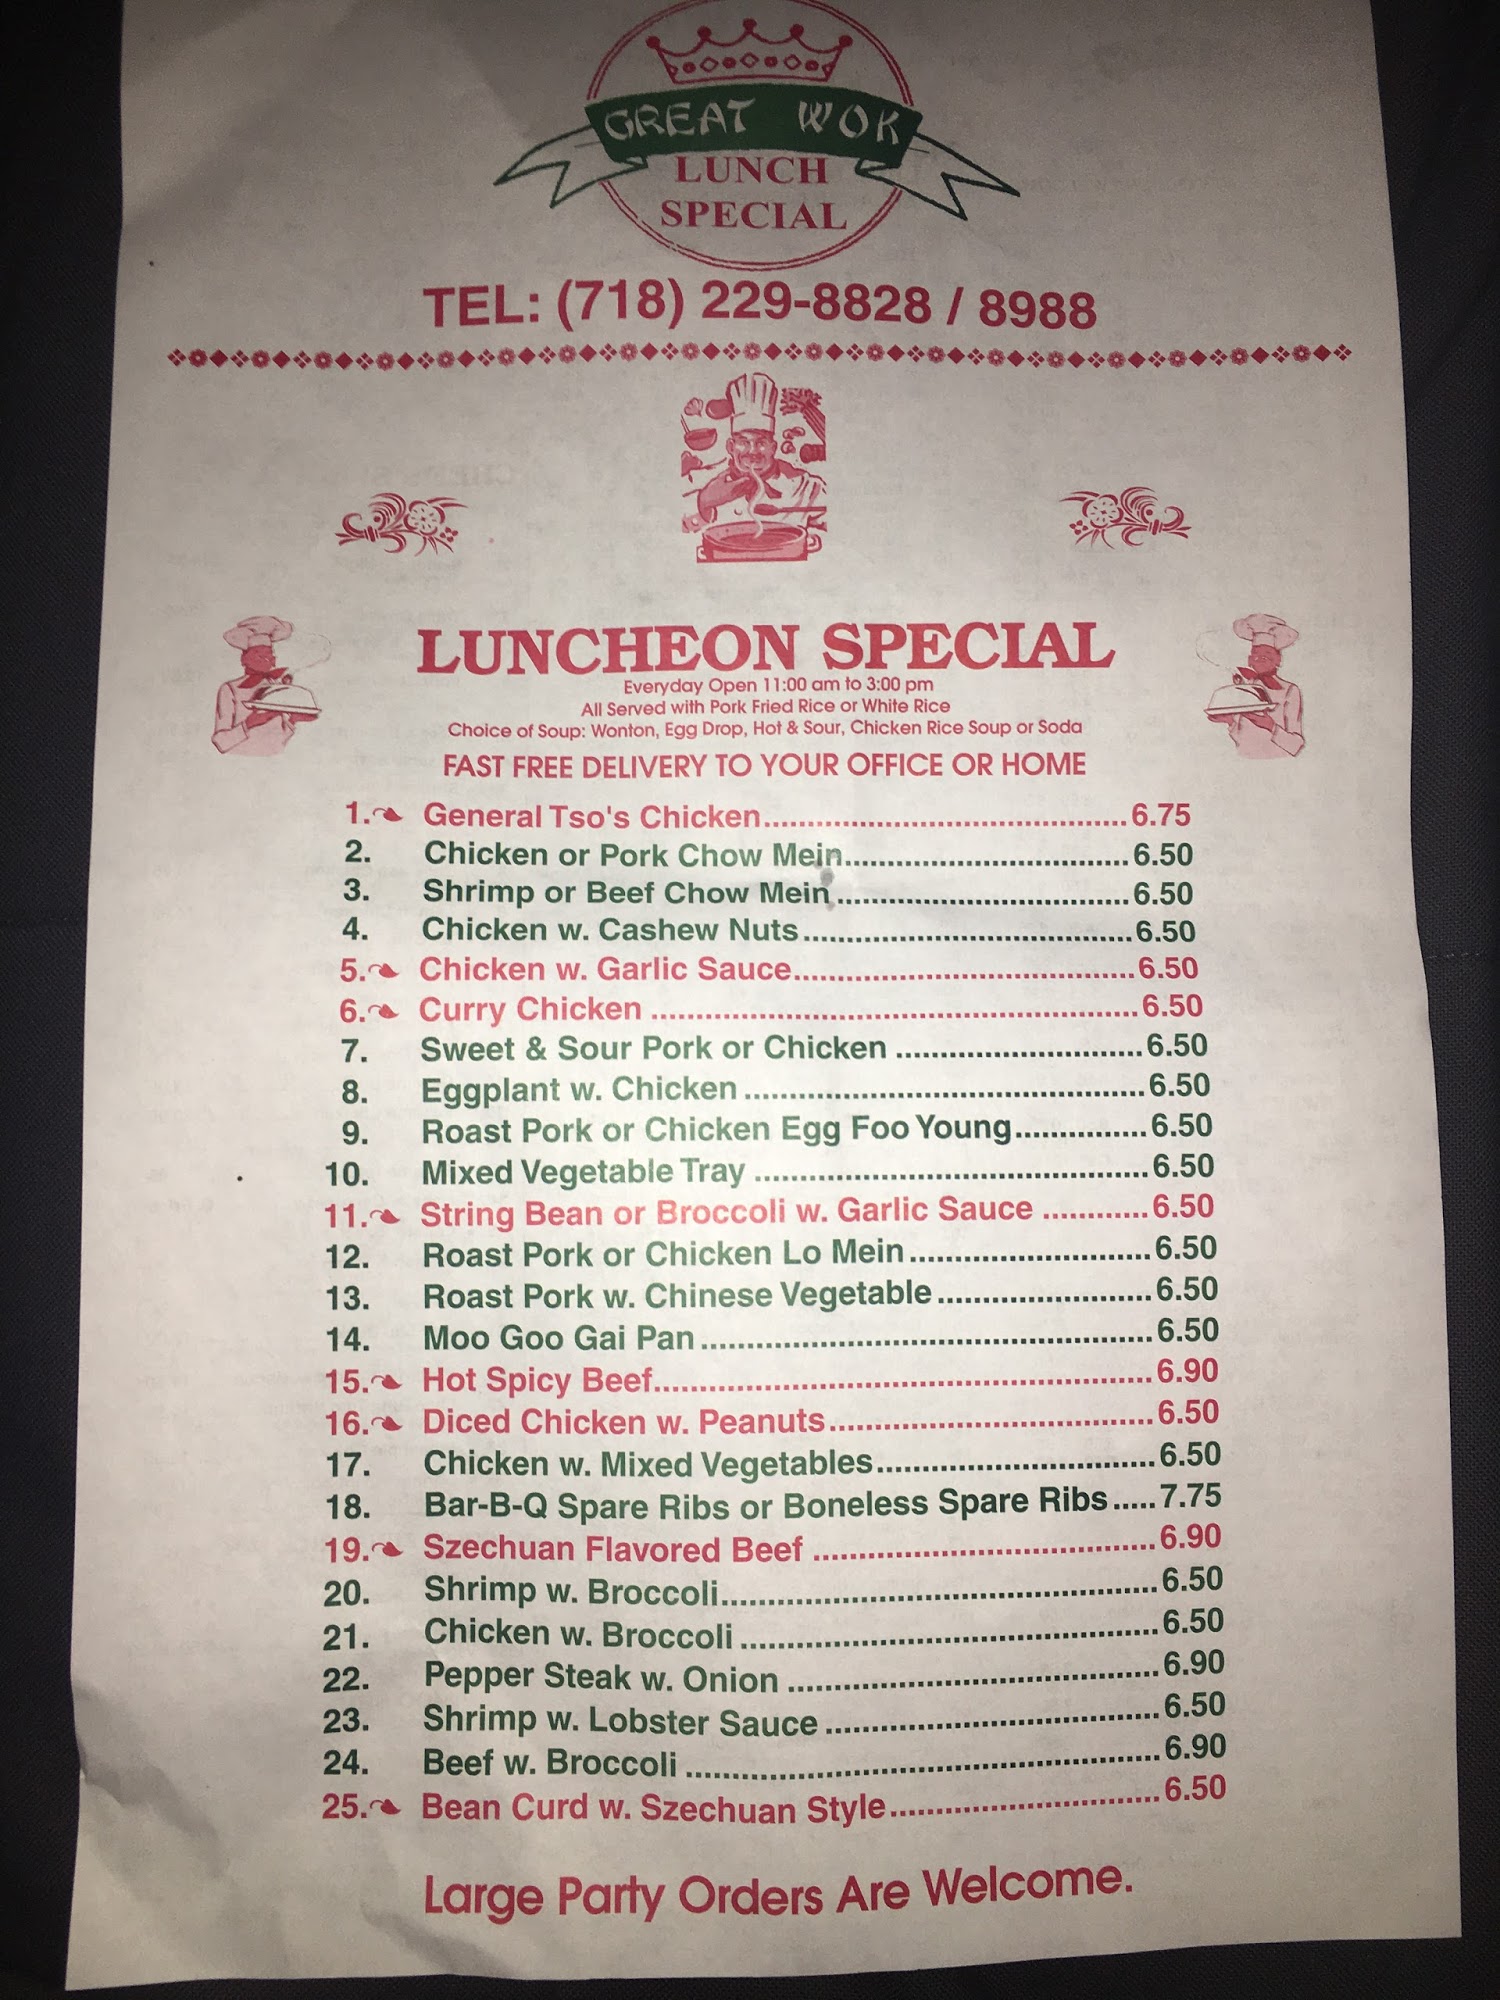 GREAT WOK
LUNCH
SPECIAL
TEL: (718) 229-8828 / 8988
LUNCHEON SPECIAL
Everyday Open 11:00 am to 3:00 pm
All Served with Pork Fried Rice or White Rice
Choice of Soup: Wonton, Egg Drop, Hot & Sour, Chicken Rice Soup or Soda
FAST FREE DELIVERY TO YOUR OFFICE OR HOME
1. General Tso's Chicken 6.75
2. Chicken or Pork Chow Mein 6.50
3. Shrimp or Beef Chow Mein 6.50
4. Chicken w. Cashew Nuts 6.50
5. Chicken w. Garlic Sauce 6.50
6. Curry Chicken 6.50
7. Sweet & Sour Pork or Chicken 6.50
8. Eggplant w. Chicken 6.50
9. Roast Pork or Chicken Egg Foo Young 6.50
10. Mixed Vegetable Tray 6.50
11. String Bean or Broccoli w. Garlic Sauce 6.50
12. Roast Pork or Chicken Lo Mein 6.50
13. Roast Pork w. Chinese Vegetable 6.50
14. Moo Goo Gai Pan 6.50
15. Hot Spicy Beef 6.90
16. Diced Chicken w. Peanuts 6.50
17. Chicken w. Mixed Vegetables 6.50
18. Bar-B-Q Spare Ribs or Boneless Spare Ribs 7.75
19. Szechuan Flavored Beef 6.90
20. Shrimp w. Broccoli 6.50
21. Chicken w. Broccoli 6.50
22. Pepper Steak w. Onion 6.90
23. Shrimp w. Lobster Sauce 6.50
24. Beef w. Broccoli 6.90
25. Bean Curd w. Szechuan Style 6.50
Large Party Orders Are Welcome.